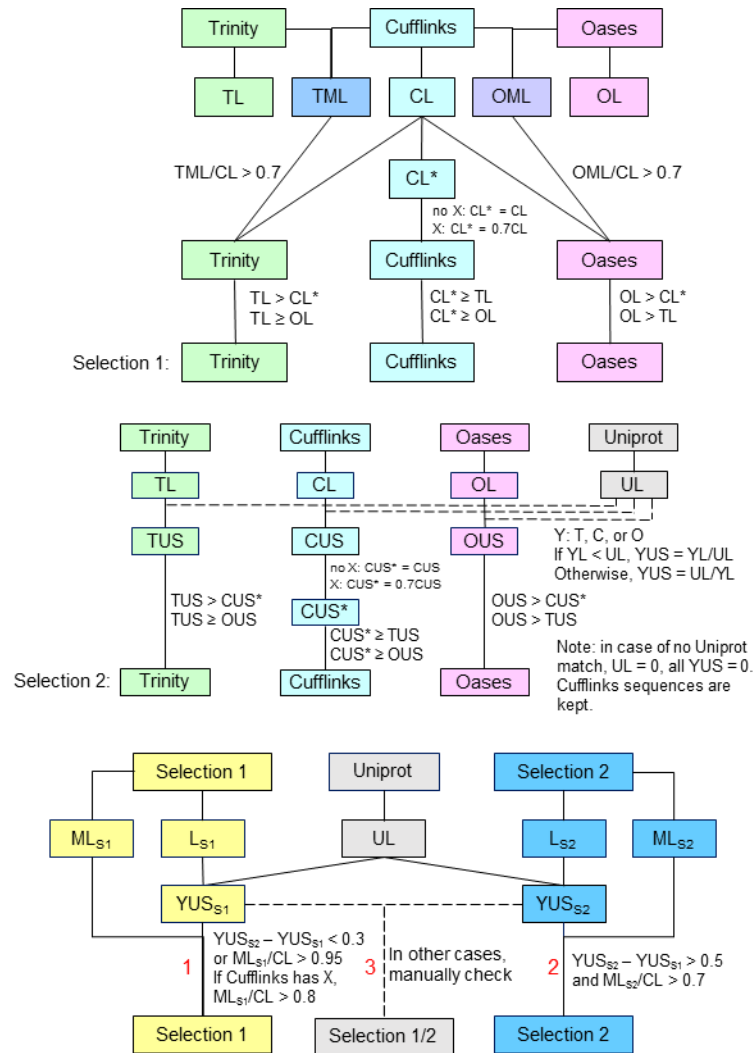 Trinity
Cufflinks
Oases
TL
TML
CL
OML
OL
TML/CL > 0.7
CL*
OML/CL > 0.7
no X: CL* = CL
X: CL* = 0.7CL
Trinity
Cufflinks
Oases
TL > CL*
TL ≥ OL
CL* ≥ TL
CL* ≥ OL
OL > CL*
OL > TL
Selection 1:
Trinity
Cufflinks
Oases
Trinity
Cufflinks
Oases
Uniprot
TL
CL
OL
UL
TUS
CUS
OUS
Y: T, C, or O
If YL < UL, YUS = YL/UL
Otherwise, YUS = UL/YL
no X: CUS* = CUS
X: CUS* = 0.7CUS
TUS > CUS*
TUS ≥ OUS
CUS*
OUS > CUS*
OUS > TUS
CUS* ≥ TUS
CUS* ≥ OUS
Note: in case of no Uniprot
match, UL = 0, all YUS = 0.
Cufflinks sequences are
kept.
Selection 2:
Trinity
Cufflinks
Oases
Selection 1
Uniprot
Selection 2
MLS1
LS1
UL
LS2
MLS2
YUSS1
YUSS2
1
YUSS2 – YUSS1 < 0.3
or MLS1/CL > 0.95
If Cufflinks has X,
MLS1/CL > 0.8
3
In other cases,
manually check
2
YUSS2 – YUSS1 > 0.5
and MLS2/CL > 0.7
Selection 1
Selection 1/2
Selection 2